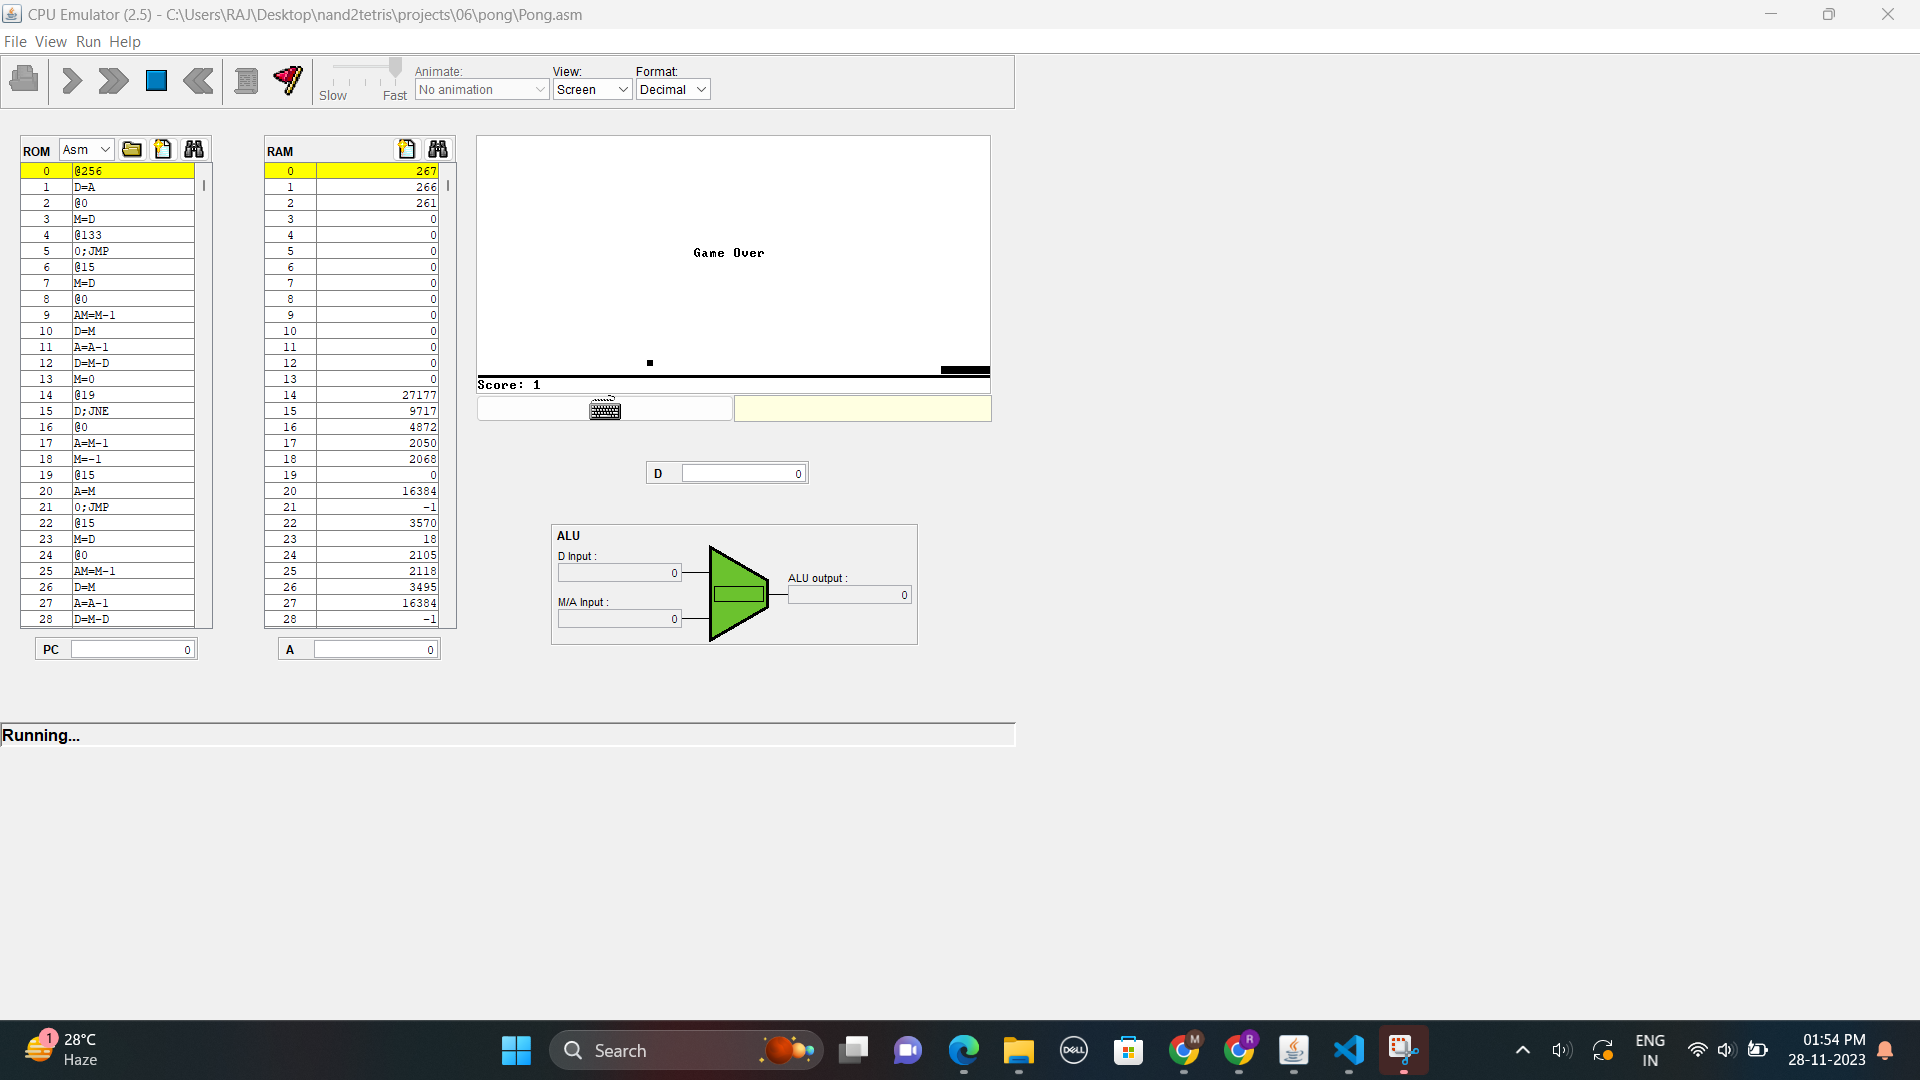 CPU Emulator (2.5) - C:\Users\RAJ\Desktop\nand2tetris\projects\06\pong\Pong.asm
File View Run Help
Slow Fast
Animate:
No animation
View:
Screen
Format:
Decimal
ROM Asm
0 @256
1 D=A
2 @0
3 M=D
4 @133
5 0;JMP
6 @15
7 M=D
8 @0
9 AM=M-1
10 D=M
11 A=A-1
12 D=M-D
13 M=0
14 @19
15 D;JNE
16 @0
17 A=M-1
18 M=-1
19 @15
20 A=M
21 0;JMP
22 @15
23 M=D
24 @0
25 AM=M-1
26 D=M
27 A=A-1
28 D=M-D
PC 0
RAM
0 267
1 266
2 261
3 0
4 0
5 0
6 0
7 0
8 0
9 0
10 0
11 0
12 0
13 0
14 27177
15 9717
16 4872
17 2050
18 2068
19 0
20 16384
21 -1
22 3570
23 18
24 2105
25 2118
26 3495
27 16384
28 -1
A 0
Game Over
Score: 1
D 0
ALU
D Input :
0
M/A Input :
0
ALU output :
0
Running...
1
28°C
Haze
Search
DELL
M
R
ENG
IN
01:54 PM
28-11-2023